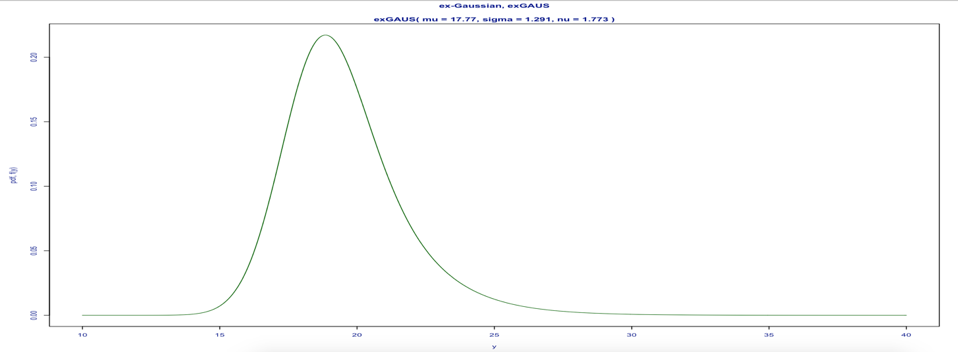 ex-Gaussian, exGAUS
exGAUS( mu = 17.77, sigma = 1.291, nu = 1.773 )
0.20
0.15
0.10
0.05
0.00
pdf, f(y)
10 15 20 25 30 35 40
y